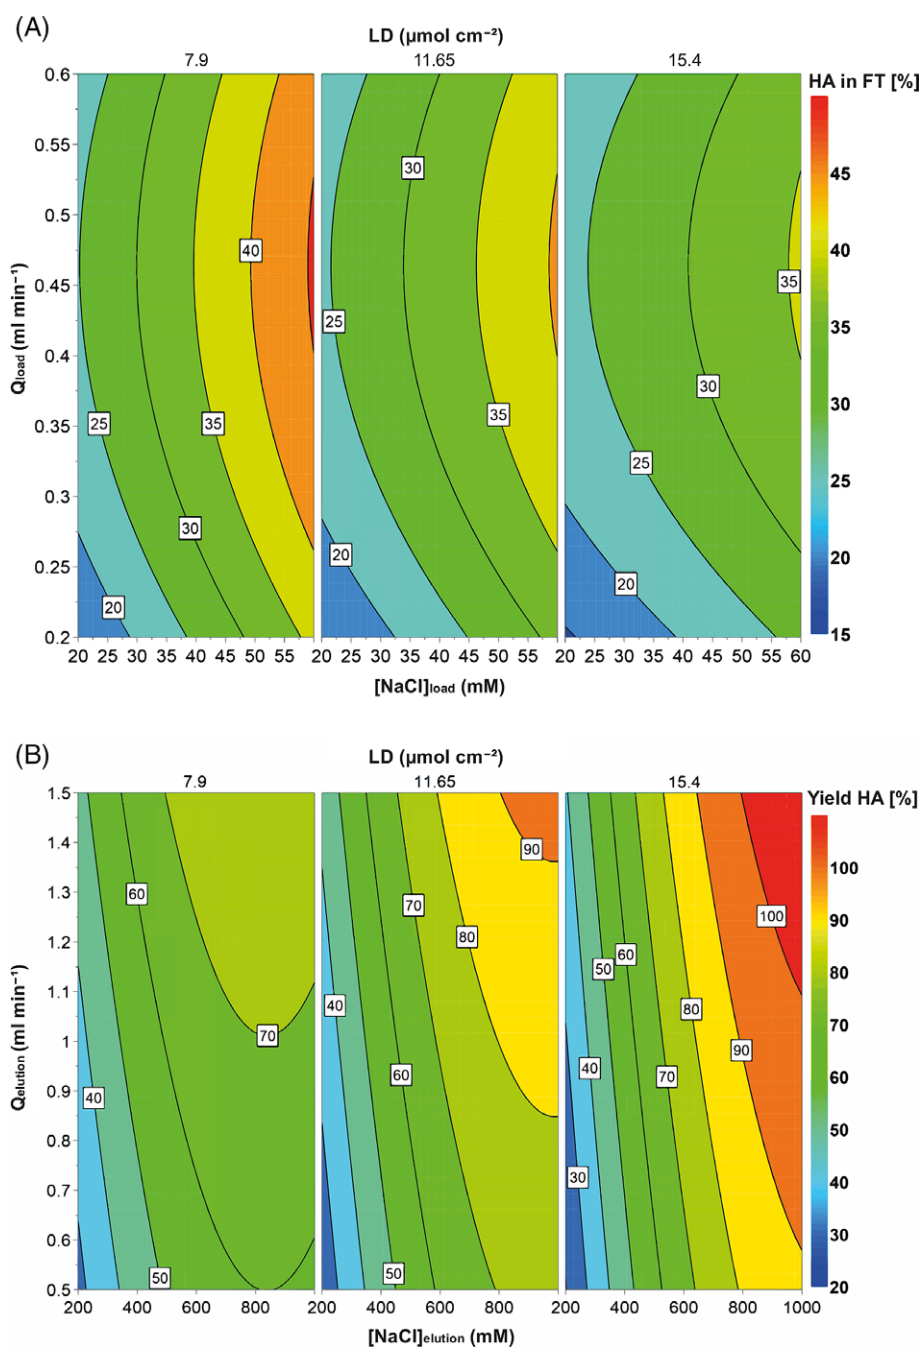 (A)
LD (µmol cm⁻²)
7.9 11.65 15.4
HA in FT [%]
0.6
0.55
0.5
0.45
0.4
0.35
0.3
0.25
0.2
Qload (ml min⁻¹)
25 35 40 30 20
30 25 35 20
35 30 25 20
45
40
35
30
25
20
15
20 25 30 35 40 45 50 55 20 25 30 35 40 45 50 55 20 25 30 35 40 45 50 55 60
[NaCl]load (mM)
(B)
LD (µmol cm⁻²)
7.9 11.65 15.4
Yield HA [%]
1.5
1.4
1.3
1.2
1.1
1
0.9
0.8
0.7
0.6
0.5
Qelution (ml min⁻¹)
60 70 40 50
90 70 80 40 60 50
100 60 50 80 90 40 70 30
100
90
80
70
60
50
40
30
20
200 400 600 800 200 400 600 800 200 400 600 800 1000
[NaCl]elution (mM)